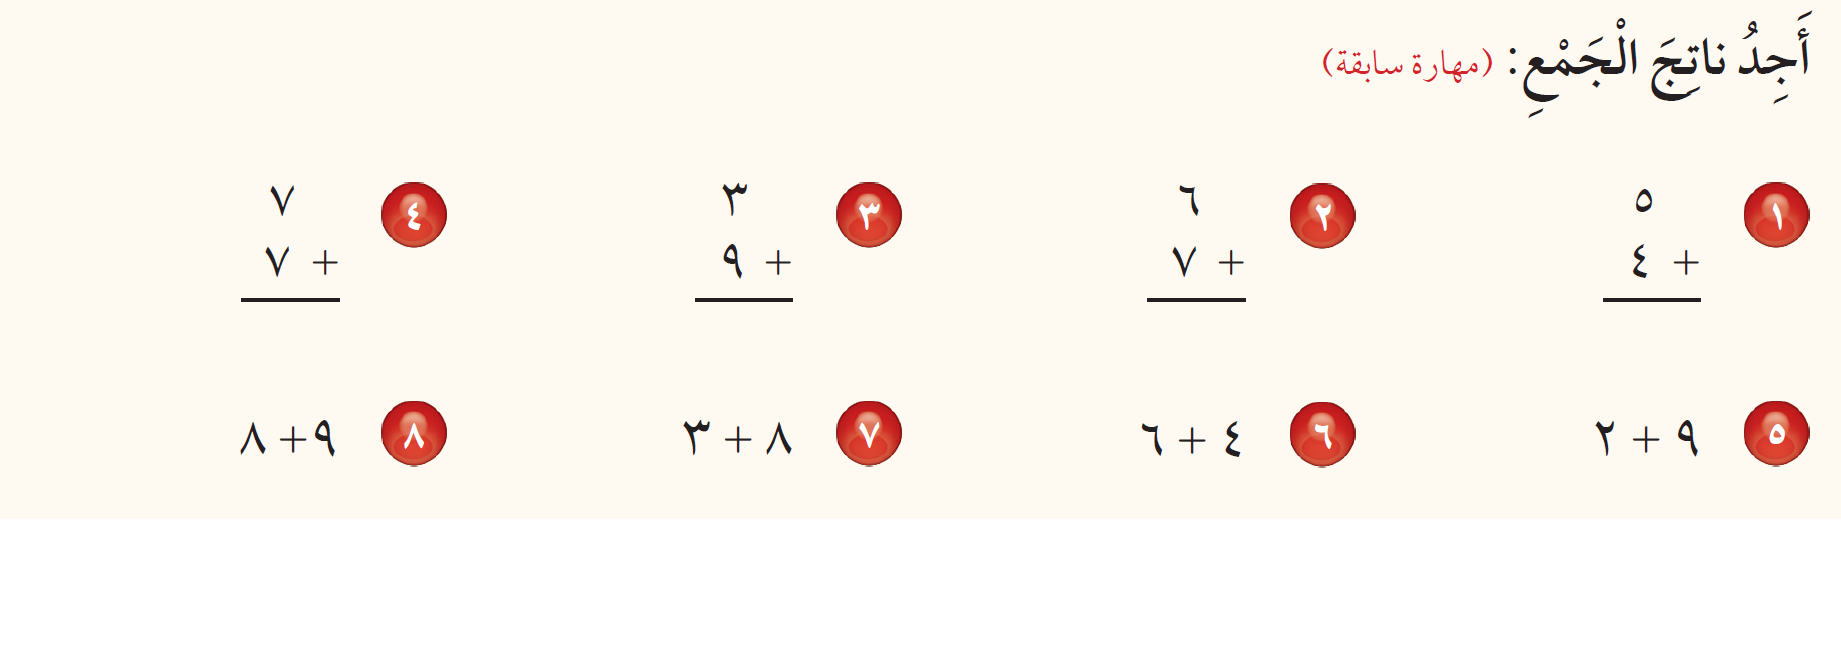 أَجِدُ ناتِجَ الْجَمْعِ: (مهارة سابقة)
١ ٥ ٢ ٦ ٣ ٣ ٤ ٧
+ ٤ + ٧ + ٩ + ٧
٥ ٩ + ٢ ٦ ٤ + ٦ ٧ ٨ + ٣ ٨ ٩+ ٨